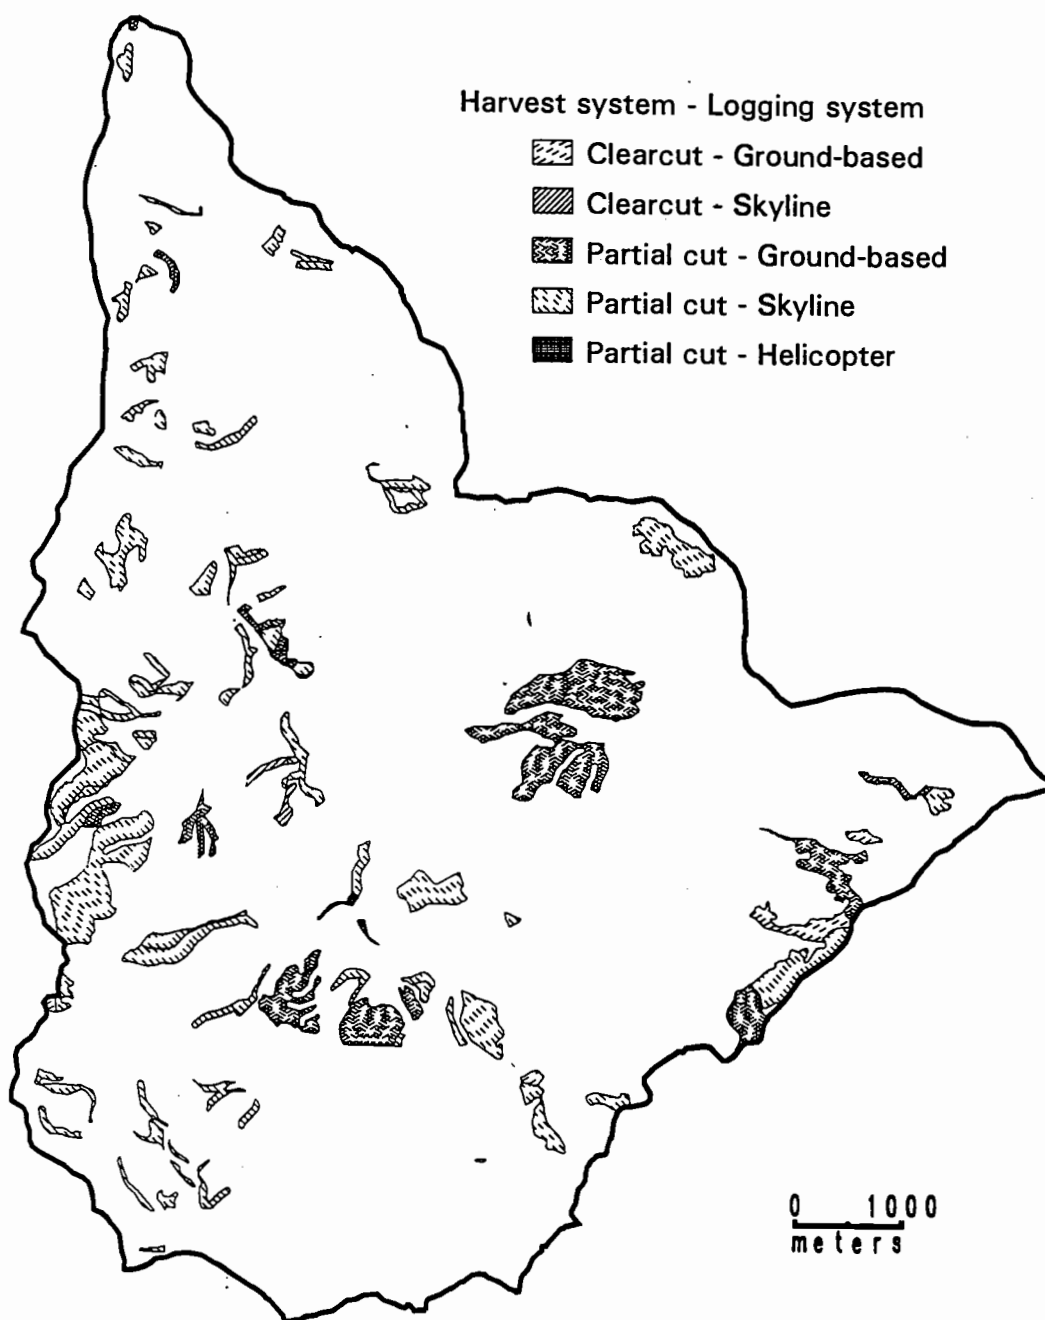 Harvest system - Logging system
Clearcut - Ground-based
Clearcut - Skyline
Partial cut - Ground-based
Partial cut - Skyline
Partial cut - Helicopter
0 1000
meters